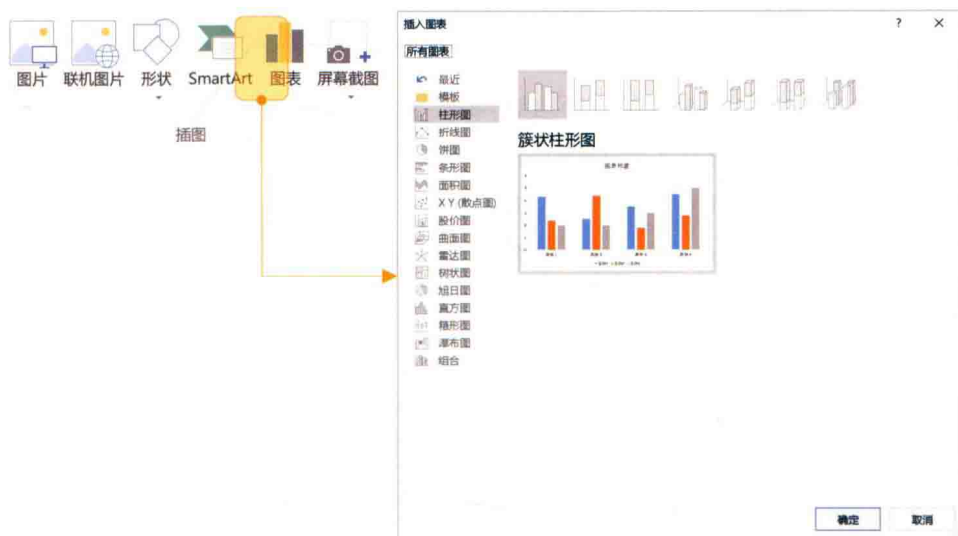 图片 联机图片 形状 SmartArt 图表 屏幕截图
插图
插入图表
? ×
所有图表
最近
模板
柱形图
折线图
饼图
条形图
面积图
X Y (散点图)
股价图
曲面图
雷达图
树状图
旭日图
直方图
箱形图
瀑布图
组合
簇状柱形图
图表标题
确定 取消